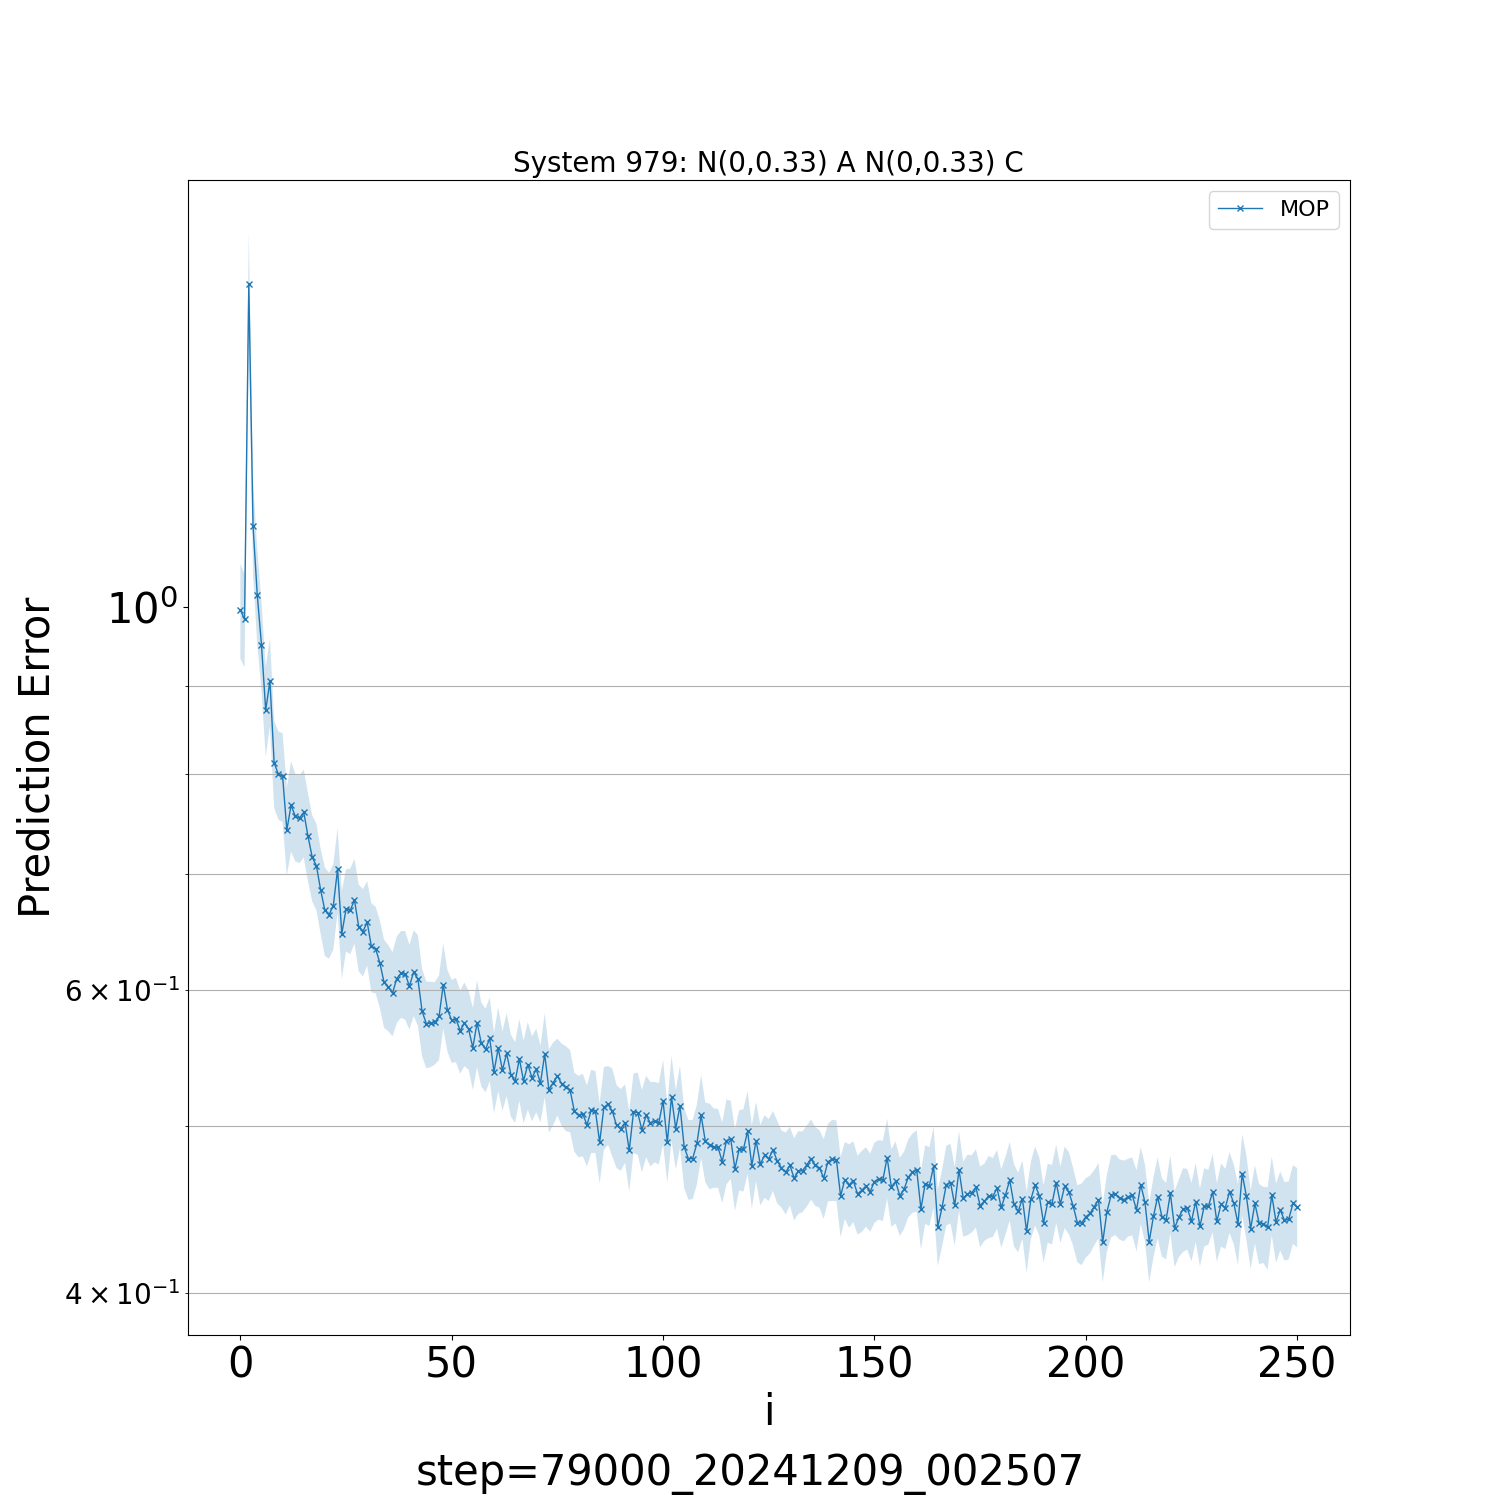 System 979: N(0,0.33) A N(0,0.33) C
MOP
Prediction Error
10⁰
6 × 10⁻¹
4 × 10⁻¹
0 50 100 150 200 250
i
step=79000_20241209_002507